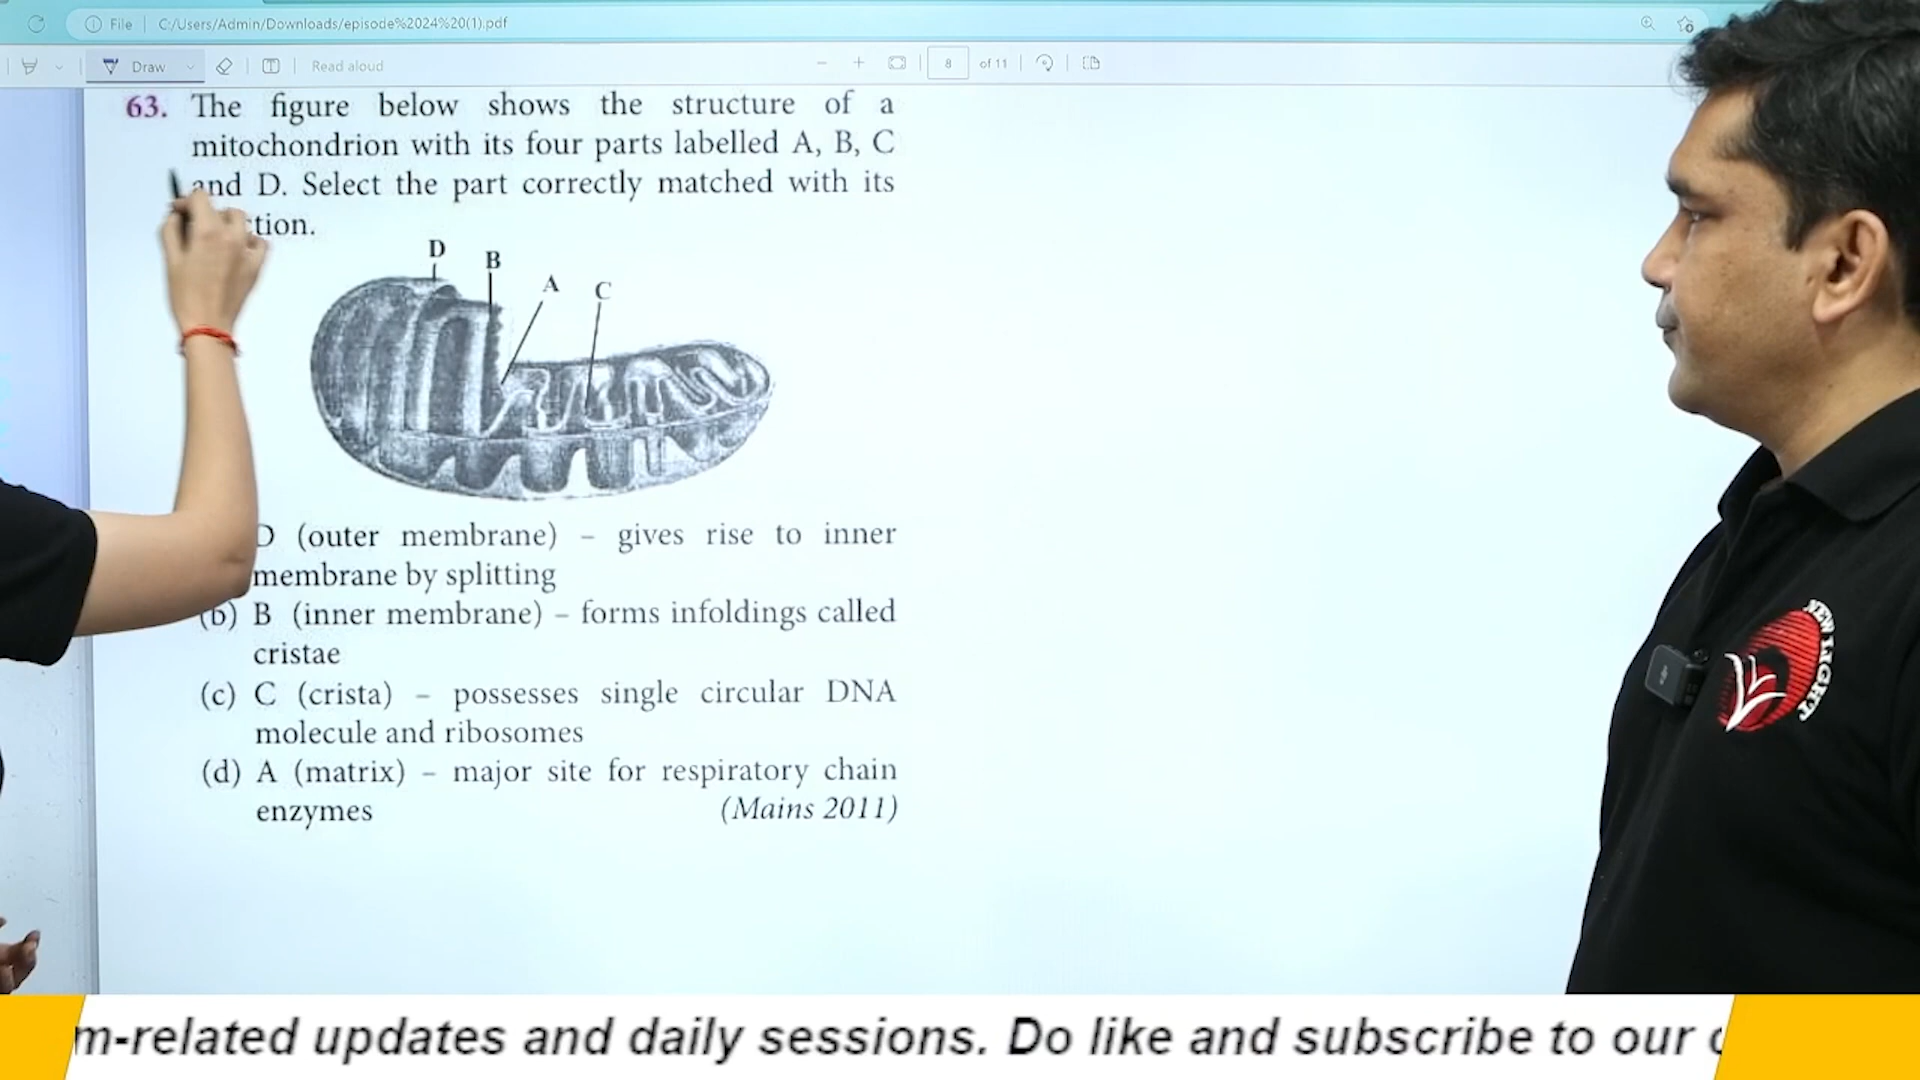 File
C:/Users/Admin/Downloads/episode%2024%20(1).pdf
Draw
Read aloud
8 of 11
63. The figure below shows the structure of a
mitochondrion with its four parts labelled A, B, C
and D. Select the part correctly matched with its
tion.
D
B
A
C
D (outer membrane) – gives rise to inner
membrane by splitting
(b) B (inner membrane) – forms infoldings called
cristae
(c) C (crista) – possesses single circular DNA
molecule and ribosomes
(d) A (matrix) – major site for respiratory chain
enzymes (Mains 2011)
NEW LIGHT
m-related updates and daily sessions. Do like and subscribe to our